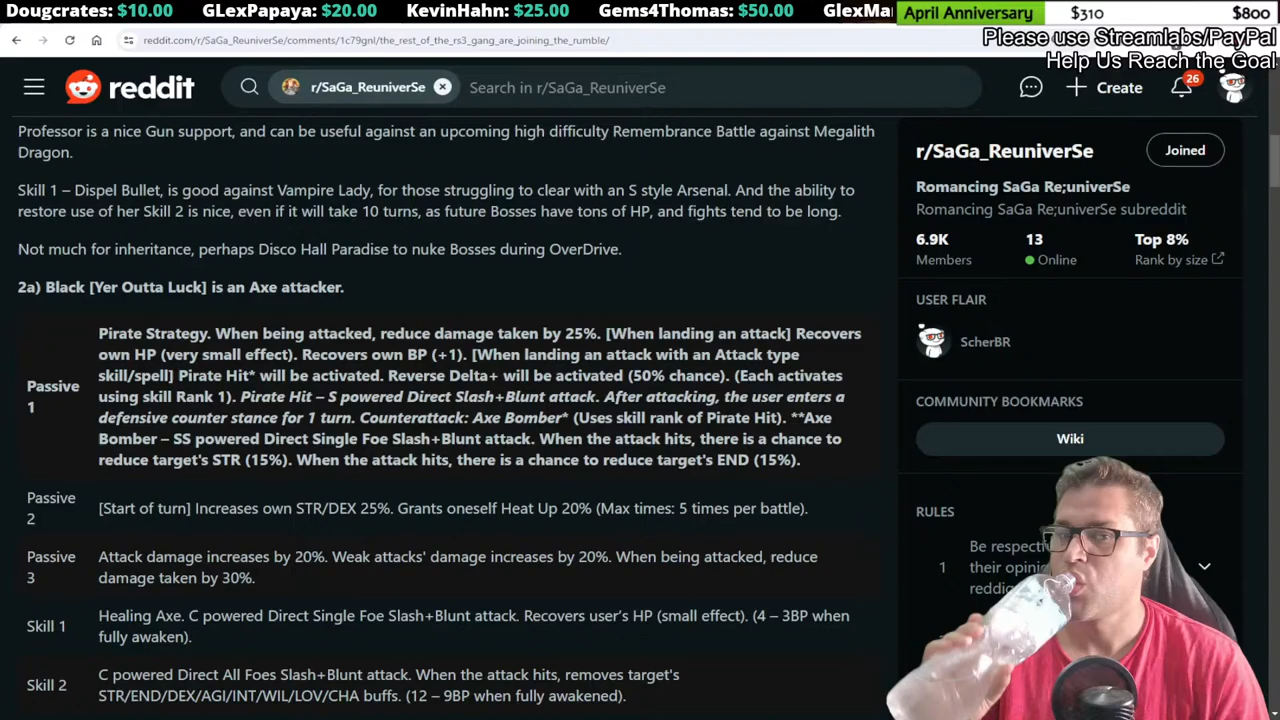 Dougcrates: $10.00 GLexPapaya: $20.00 KevinHahn: $25.00 Gems4Thomas: $50.00 GlexMar
April Anniversary $310 $800
Please use Streamlabs/PayPal
Help Us Reach the Goal
reddit.com/r/SaGa_ReuniverSe/comments/1c79gnl/the_rest_of_the_rs3_gang_are_joining_the_rumble/
reddit
r/SaGa_ReuniverSe
Search in r/SaGa_ReuniverSe
Create
26
Professor is a nice Gun support, and can be useful against an upcoming high difficulty Remembrance Battle against Megalith
Dragon.
Skill 1 – Dispel Bullet, is good against Vampire Lady, for those struggling to clear with an S style Arsenal. And the ability to
restore use of her Skill 2 is nice, even if it will take 10 turns, as future Bosses have tons of HP, and fights tend to be long.
Not much for inheritance, perhaps Disco Hall Paradise to nuke Bosses during OverDrive.
2a) Black [Yer Outta Luck] is an Axe attacker.
Passive
1
Pirate Strategy. When being attacked, reduce damage taken by 25%. [When landing an attack] Recovers
own HP (very small effect). Recovers own BP (+1). [When landing an attack with an Attack type
skill/spell] Pirate Hit* will be activated. Reverse Delta+ will be activated (50% chance). (Each activates
using skill Rank 1). Pirate Hit – S powered Direct Slash+Blunt attack. After attacking, the user enters a
defensive counter stance for 1 turn. Counterattack: Axe Bomber* (Uses skill rank of Pirate Hit). **Axe
Bomber – SS powered Direct Single Foe Slash+Blunt attack. When the attack hits, there is a chance to
reduce target's STR (15%). When the attack hits, there is a chance to reduce target's END (15%).
Passive
2
[Start of turn] Increases own STR/DEX 25%. Grants oneself Heat Up 20% (Max times: 5 times per battle).
Passive
3
Attack damage increases by 20%. Weak attacks' damage increases by 20%. When being attacked, reduce
damage taken by 30%.
Skill 1
Healing Axe. C powered Direct Single Foe Slash+Blunt attack. Recovers user's HP (small effect). (4 – 3BP when
fully awaken).
Skill 2
C powered Direct All Foes Slash+Blunt attack. When the attack hits, removes target's
STR/END/DEX/AGI/INT/WIL/LOV/CHA buffs. (12 – 9BP when fully awakened).
r/SaGa_ReuniverSe
Joined
Romancing SaGa Re;univerSe
Romancing SaGa Re;univerSe subreddit
6.9K 13 Top 8%
Members Online Rank by size
USER FLAIR
ScherBR
COMMUNITY BOOKMARKS
Wiki
RULES
1
Be respectf
their opini
reddiq